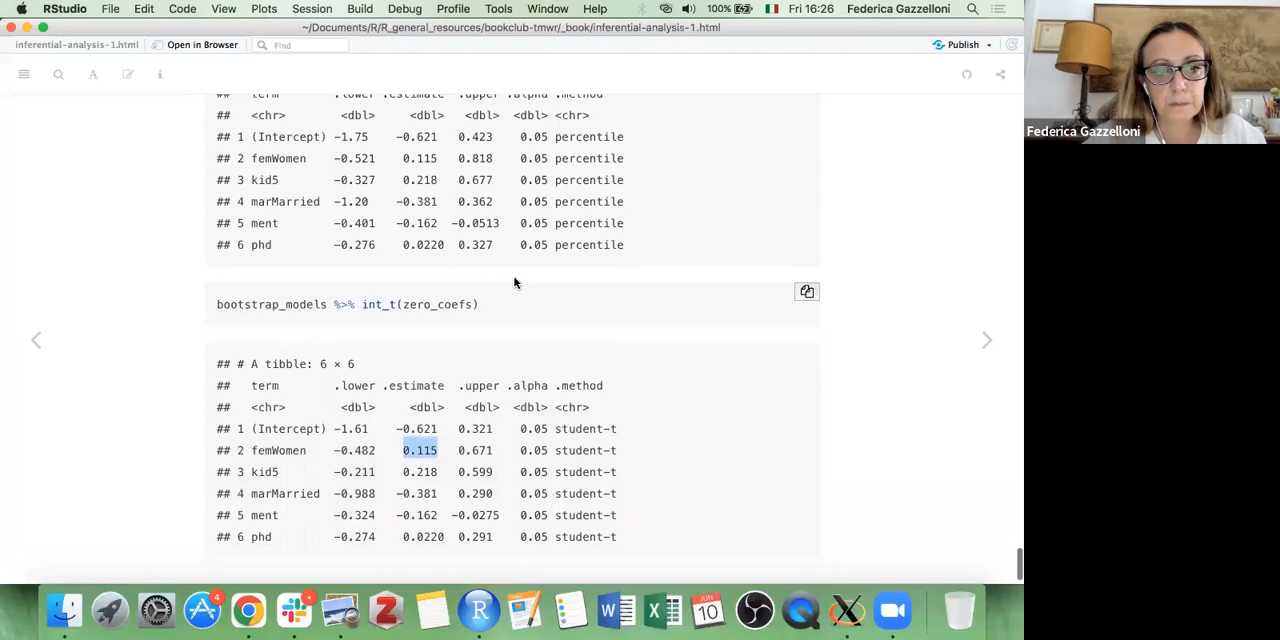 RStudio File Edit Code View Plots Session Build Debug Profile Tools Window Help 100% Fri 16:26 Federica Gazzelloni
~/Documents/R/R_general_resources/bookclub-tmwr/_book/inferential-analysis-1.html
inferential-analysis-1.html Open in Browser Find Publish
## term .lower .estimate .upper .alpha .method
## <chr> <dbl> <dbl> <dbl> <dbl> <chr>
## 1 (Intercept) -1.75 -0.621 0.423 0.05 percentile
## 2 femWomen -0.521 0.115 0.818 0.05 percentile
## 3 kid5 -0.327 0.218 0.677 0.05 percentile
## 4 marMarried -1.20 -0.381 0.362 0.05 percentile
## 5 ment -0.401 -0.162 -0.0513 0.05 percentile
## 6 phd -0.276 0.0220 0.327 0.05 percentile
bootstrap_models %>% int_t(zero_coefs)
## # A tibble: 6 × 6
## term .lower .estimate .upper .alpha .method
## <chr> <dbl> <dbl> <dbl> <dbl> <chr>
## 1 (Intercept) -1.61 -0.621 0.321 0.05 student-t
## 2 femWomen -0.482 0.115 0.671 0.05 student-t
## 3 kid5 -0.211 0.218 0.599 0.05 student-t
## 4 marMarried -0.988 -0.381 0.290 0.05 student-t
## 5 ment -0.324 -0.162 -0.0275 0.05 student-t
## 6 phd -0.274 0.0220 0.291 0.05 student-t
4
JUN
10
Federica Gazzelloni